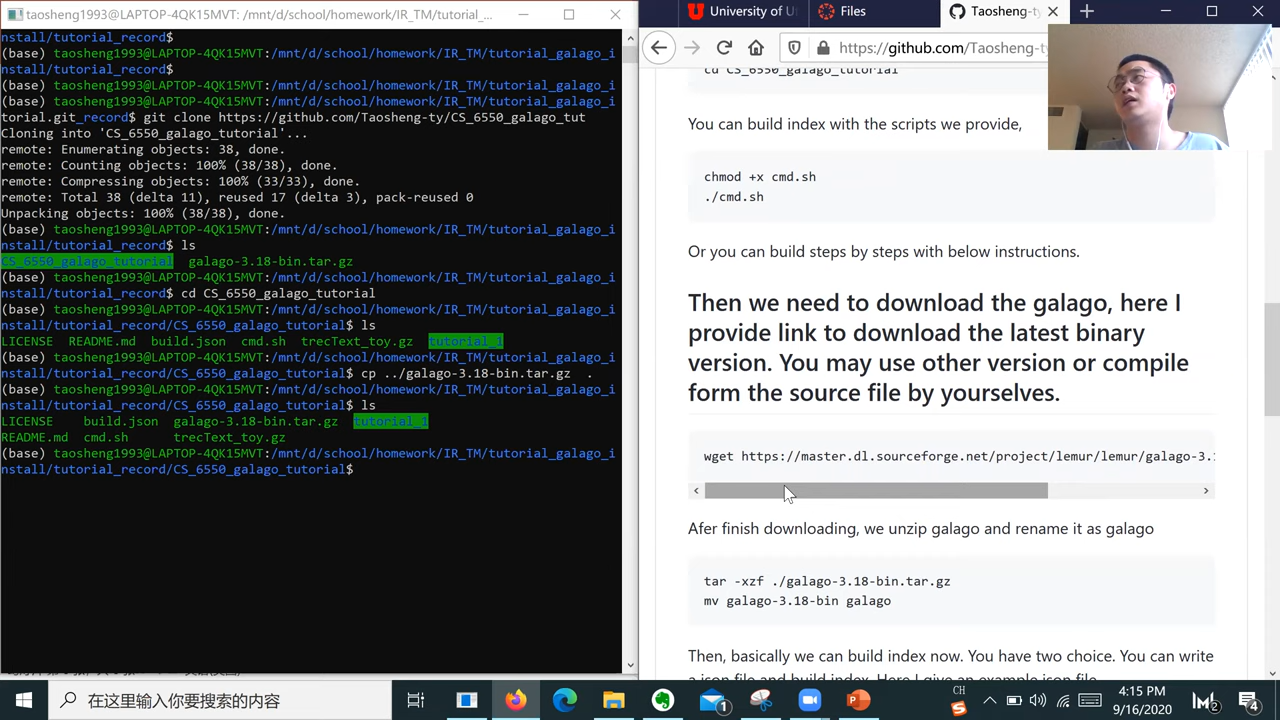 taosheng1993@LAPTOP-4QK15MVT: /mnt/d/school/homework/IR_TM/tutorial_...
nstall/tutorial_record$
(base) taosheng1993@LAPTOP-4QK15MVT:/mnt/d/school/homework/IR_TM/tutorial_galago_i
nstall/tutorial_record$
(base) taosheng1993@LAPTOP-4QK15MVT:/mnt/d/school/homework/IR_TM/tutorial_galago_i
(base) taosheng1993@LAPTOP-4QK15MVT:/mnt/d/school/homework/IR_TM/tutorial_galago_i
torial.git_record$ git clone https://github.com/Taosheng-ty/CS_6550_galago_tut
Cloning into 'CS_6550_galago_tutorial'...
remote: Enumerating objects: 38, done.
remote: Counting objects: 100% (38/38), done.
remote: Compressing objects: 100% (33/33), done.
remote: Total 38 (delta 11), reused 17 (delta 3), pack-reused 0
Unpacking objects: 100% (38/38), done.
(base) taosheng1993@LAPTOP-4QK15MVT:/mnt/d/school/homework/IR_TM/tutorial_galago_i
nstall/tutorial_record$ ls
CS_6550_galago_tutorial galago-3.18-bin.tar.gz
(base) taosheng1993@LAPTOP-4QK15MVT:/mnt/d/school/homework/IR_TM/tutorial_galago_i
nstall/tutorial_record$ cd CS_6550_galago_tutorial
(base) taosheng1993@LAPTOP-4QK15MVT:/mnt/d/school/homework/IR_TM/tutorial_galago_i
nstall/tutorial_record/CS_6550_galago_tutorial$ ls
LICENSE README.md build.json cmd.sh trecText_toy.gz tutorial_1
(base) taosheng1993@LAPTOP-4QK15MVT:/mnt/d/school/homework/IR_TM/tutorial_galago_i
nstall/tutorial_record/CS_6550_galago_tutorial$ cp ../galago-3.18-bin.tar.gz .
(base) taosheng1993@LAPTOP-4QK15MVT:/mnt/d/school/homework/IR_TM/tutorial_galago_i
nstall/tutorial_record/CS_6550_galago_tutorial$ ls
LICENSE build.json galago-3.18-bin.tar.gz tutorial_1
README.md cmd.sh trecText_toy.gz
(base) taosheng1993@LAPTOP-4QK15MVT:/mnt/d/school/homework/IR_TM/tutorial_galago_i
nstall/tutorial_record/CS_6550_galago_tutorial$
University of U
Files
Taosheng-ty
https://github.com/Taosheng-t
cd CS_6550_galago_tutorial
You can build index with the scripts we provide,
chmod +x cmd.sh
./cmd.sh
Or you can build steps by steps with below instructions.
Then we need to download the galago, here I
provide link to download the latest binary
version. You may use other version or compile
form the source file by yourselves.
wget https://master.dl.sourceforge.net/project/lemur/lemur/galago-3.1
Afer finish downloading, we unzip galago and rename it as galago
tar -xzf ./galago-3.18-bin.tar.gz
mv galago-3.18-bin galago
Then, basically we can build index now. You have two choice. You can write
a json file and build index. Here I give an example json file
在这里输入你要搜索的内容
CH
4:15 PM
9/16/2020